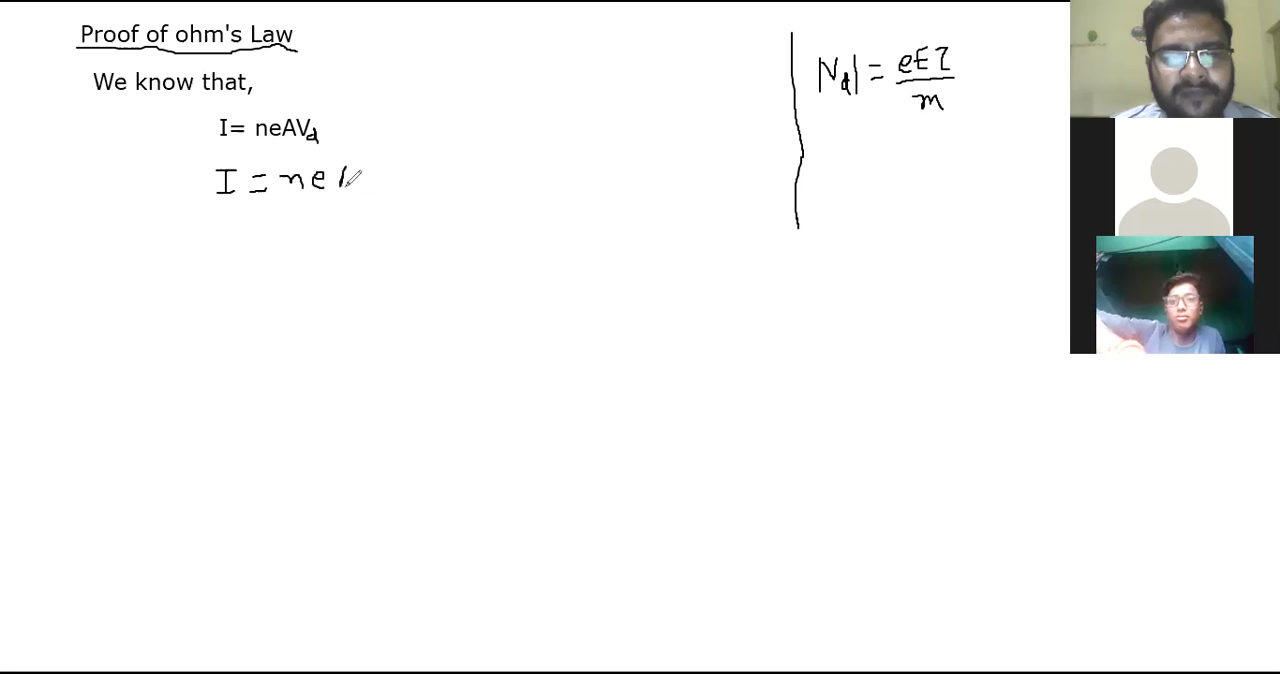 Proof of ohm's Law
We know that,
I= neAVd
I = ne
|Vd| = eEτ
m